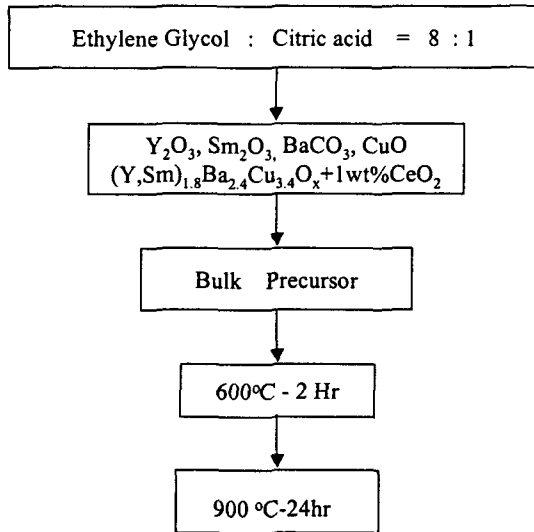 Ethylene Glycol : Citric acid = 8 : 1
Y₂O₃, Sm₂O₃, BaCO₃, CuO
(Y,Sm)₁.₈Ba₂.₄Cu₃.₄Oₓ+1wt%CeO₂
Bulk Precursor
600°C - 2 Hr
900 °C-24hr